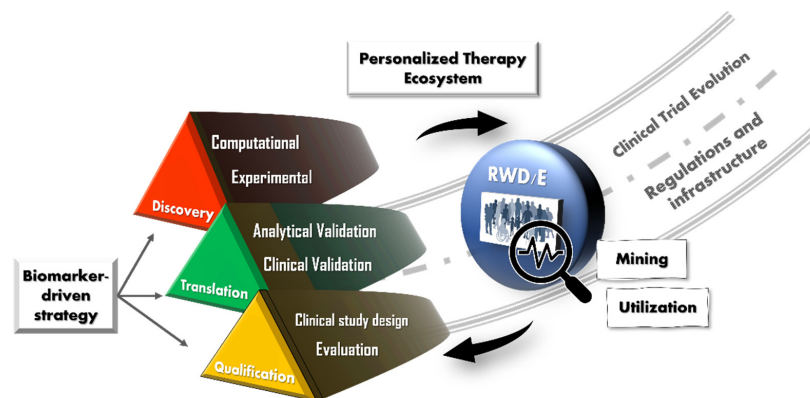 Personalized Therapy
Ecosystem
Clinical Trial Evolution
Regulations and
infrastructure
Computational
Experimental
Discovery
RWD/E
Analytical Validation
Clinical Validation
Translation
Mining
Utilization
Biomarker-
driven
strategy
Clinical study design
Evaluation
Qualification